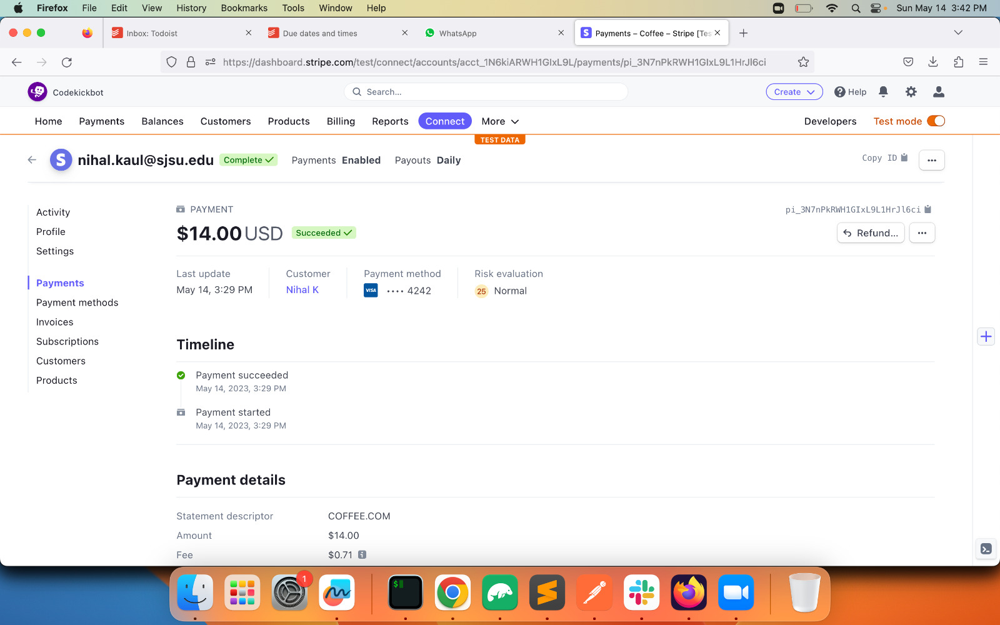 Firefox File Edit View History Bookmarks Tools Window Help Sun May 14 3:42 PM
Inbox: Todoist Due dates and times WhatsApp Payments – Coffee – Stripe [Tes
https://dashboard.stripe.com/test/connect/accounts/acct_1N6kiARWH1GIxL9L/payments/pi_3N7nPkRWH1GIxL9L1HrJl6ci
Codekickbot Search... Create Help
Home Payments Balances Customers Products Billing Reports Connect More Developers Test mode
TEST DATA
S nihal.kaul@sjsu.edu Complete Payments Enabled Payouts Daily Copy ID
Activity
Profile
Settings
Payments
Payment methods
Invoices
Subscriptions
Customers
Products
PAYMENT pi_3N7nPkRWH1GIxL9L1HrJl6ci
$14.00 USD Succeeded Refund...
Last update Customer Payment method Risk evaluation
May 14, 3:29 PM Nihal K VISA •••• 4242 25 Normal
Timeline
Payment succeeded
May 14, 2023, 3:29 PM
Payment started
May 14, 2023, 3:29 PM
Payment details
Statement descriptor COFFEE.COM
Amount $14.00
Fee $0.71
1
$